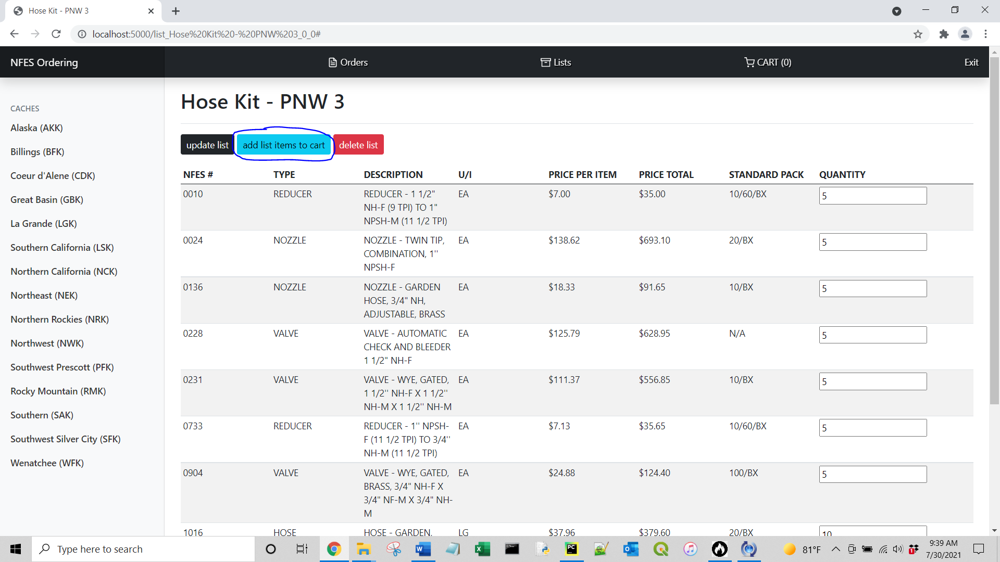 Hose Kit - PNW 3
localhost:5000/list_Hose%20Kit%20-%20PNW%203_0_0#
NFES Ordering
Orders
Lists
CART (0)
Exit
CACHES
Alaska (AKK)
Billings (BFK)
Coeur d'Alene (CDK)
Great Basin (GBK)
La Grande (LGK)
Southern California (LSK)
Northern California (NCK)
Northeast (NEK)
Northern Rockies (NRK)
Northwest (NWK)
Southwest Prescott (PFK)
Rocky Mountain (RMK)
Southern (SAK)
Southwest Silver City (SFK)
Wenatchee (WFK)
Hose Kit - PNW 3
update list add list items to cart delete list
NFES # TYPE DESCRIPTION U/I PRICE PER ITEM PRICE TOTAL STANDARD PACK QUANTITY
0010 REDUCER REDUCER - 1 1/2" EA $7.00 $35.00 10/60/BX 5
NH-F (9 TPI) TO 1"
NPSH-M (11 1/2 TPI)
0024 NOZZLE NOZZLE - TWIN TIP, EA $138.62 $693.10 20/BX 5
COMBINATION, 1''
NPSH-F
0136 NOZZLE NOZZLE - GARDEN EA $18.33 $91.65 10/BX 5
HOSE, 3/4" NH,
ADJUSTABLE, BRASS
0228 VALVE VALVE - AUTOMATIC EA $125.79 $628.95 N/A 5
CHECK AND BLEEDER
1 1/2" NH-F
0231 VALVE VALVE - WYE, GATED, EA $111.37 $556.85 10/BX 5
1 1/2'' NH-F X 1 1/2''
NH-M X 1 1/2'' NH-M
0733 REDUCER REDUCER - 1'' NPSH- EA $7.13 $35.65 10/60/BX 5
F (11 1/2 TPI) TO 3/4''
NH-M (11 1/2 TPI)
0904 VALVE VALVE - WYE, GATED, EA $24.88 $124.40 100/BX 5
BRASS, 3/4" NH-F X
3/4" NF-M X 3/4" NH-
M
1016 HOSE HOSE - GARDEN, LG $37.96 $379.60 20/BX 10
Type here to search
W
X
PC
81°F
1
9:39 AM
7/30/2021